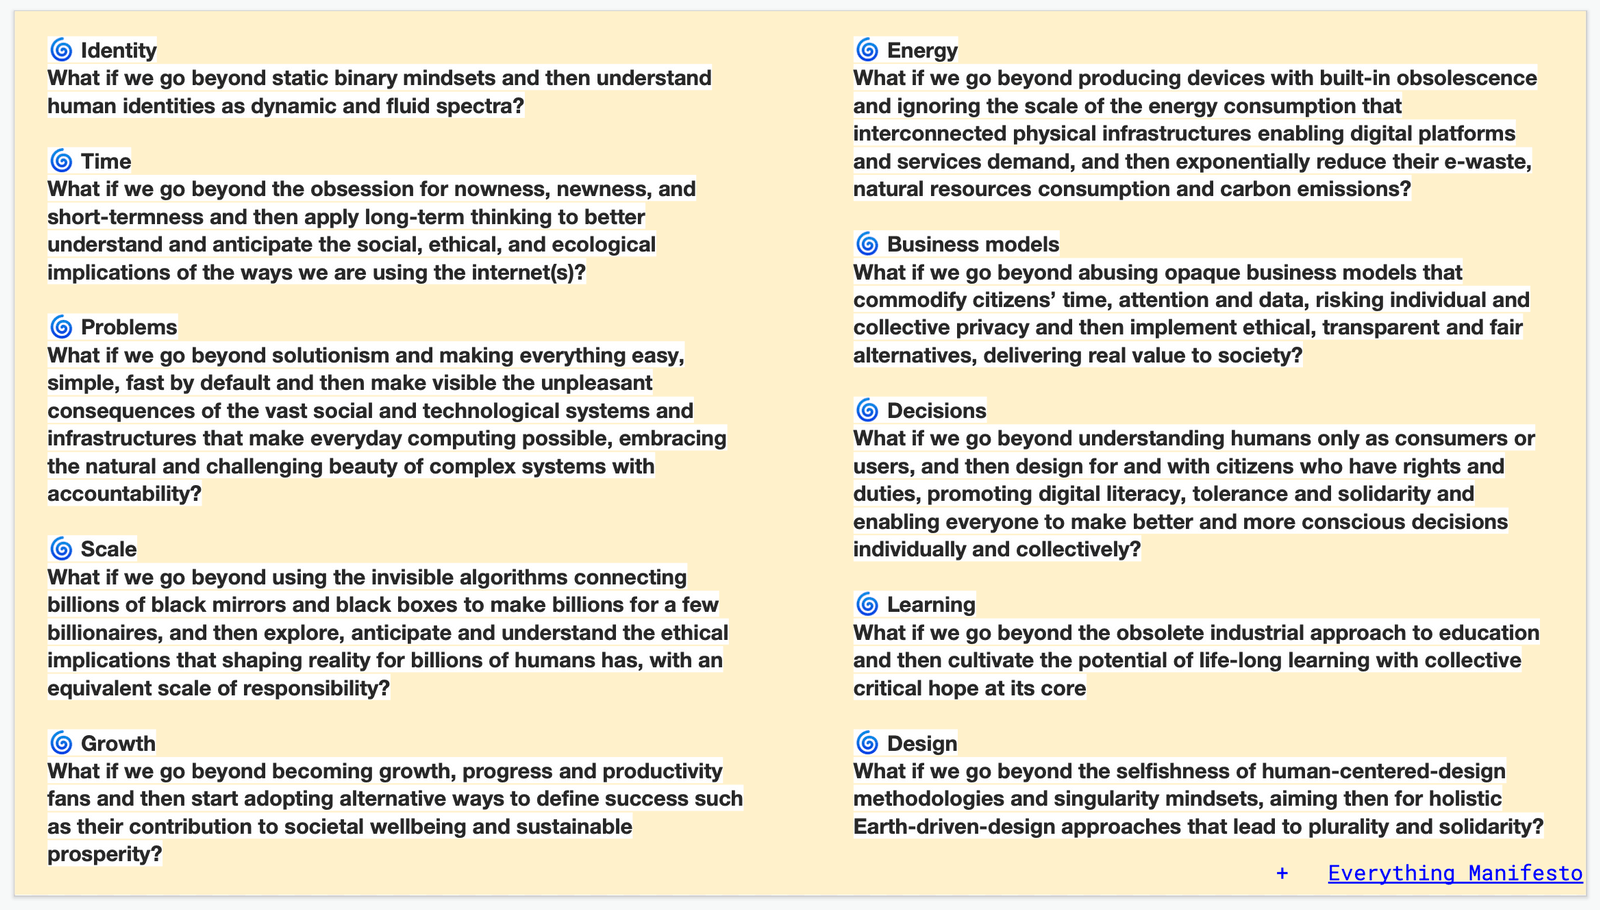 🌀 Identity
What if we go beyond static binary mindsets and then understand
human identities as dynamic and fluid spectra?
🌀 Time
What if we go beyond the obsession for nowness, newness, and
short-termness and then apply long-term thinking to better
understand and anticipate the social, ethical, and ecological
implications of the ways we are using the internet(s)?
🌀 Problems
What if we go beyond solutionism and making everything easy,
simple, fast by default and then make visible the unpleasant
consequences of the vast social and technological systems and
infrastructures that make everyday computing possible, embracing
the natural and challenging beauty of complex systems with
accountability?
🌀 Scale
What if we go beyond using the invisible algorithms connecting
billions of black mirrors and black boxes to make billions for a few
billionaires, and then explore, anticipate and understand the ethical
implications that shaping reality for billions of humans has, with an
equivalent scale of responsibility?
🌀 Growth
What if we go beyond becoming growth, progress and productivity
fans and then start adopting alternative ways to define success such
as their contribution to societal wellbeing and sustainable
prosperity?
🌀 Energy
What if we go beyond producing devices with built-in obsolescence
and ignoring the scale of the energy consumption that
interconnected physical infrastructures enabling digital platforms
and services demand, and then exponentially reduce their e-waste,
natural resources consumption and carbon emissions?
🌀 Business models
What if we go beyond abusing opaque business models that
commodify citizens’ time, attention and data, risking individual and
collective privacy and then implement ethical, transparent and fair
alternatives, delivering real value to society?
🌀 Decisions
What if we go beyond understanding humans only as consumers or
users, and then design for and with citizens who have rights and
duties, promoting digital literacy, tolerance and solidarity and
enabling everyone to make better and more conscious decisions
individually and collectively?
🌀 Learning
What if we go beyond the obsolete industrial approach to education
and then cultivate the potential of life-long learning with collective
critical hope at its core
🌀 Design
What if we go beyond the selfishness of human-centered-design
methodologies and singularity mindsets, aiming then for holistic
Earth-driven-design approaches that lead to plurality and solidarity?
+ Everything Manifesto